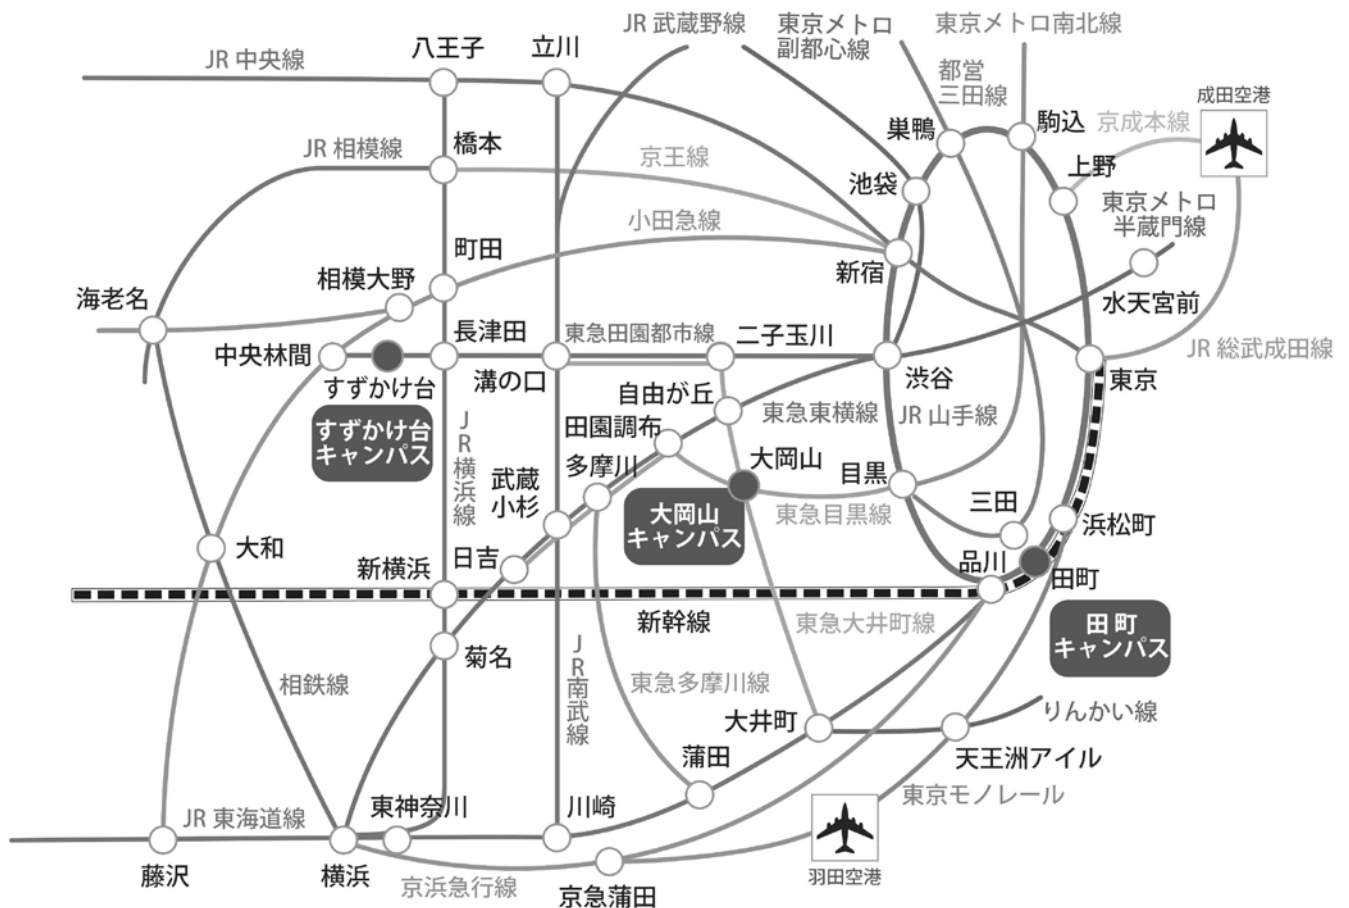 JR 武蔵野線
東京メトロ
副都心線
東京メトロ南北線
八王子
立川
JR 中央線
都営
三田線
成田空港
巣鴨
駒込
京成本線
橋本
JR 相模線
京王線
池袋
上野
東京メトロ
半蔵門線
小田急線
町田
相模大野
新宿
海老名
水天宮前
長津田
東急田園都市線
二子玉川
JR 総武成田線
中央林間
すずかけ台
溝の口
渋谷
東京
自由が丘
東急東横線
JR 山手線
すずかけ台
キャンパス
JR横浜線
田園調布
多摩川
大岡山
目黒
武蔵
小杉
大岡山
キャンパス
東急目黒線
三田
浜松町
大和
日吉
新横浜
品川
田町
新幹線
東急大井町線
田 町
キャンパス
菊名
JR南武線
相鉄線
東急多摩川線
大井町
りんかい線
蒲田
天王洲アイル
東神奈川
川崎
東京モノレール
JR 東海道線
藤沢
横浜
京浜急行線
京急蒲田
羽田空港